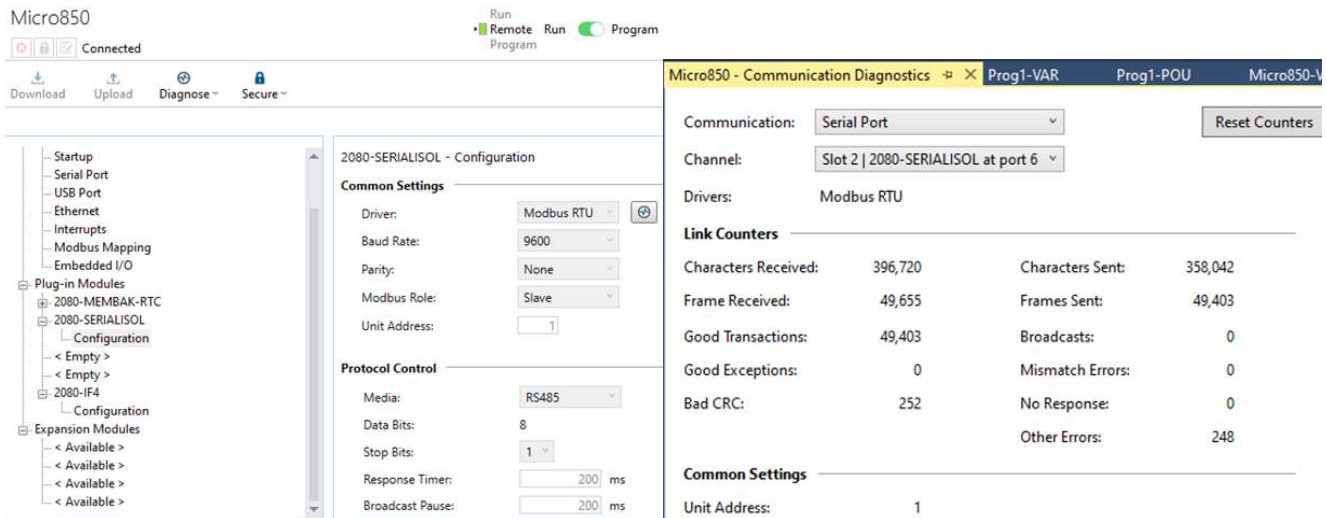 Micro850
Run
Remote Run Program
Program
Connected
Download Upload Diagnose Secure
Startup
Serial Port
USB Port
Ethernet
Interrupts
Modbus Mapping
Embedded I/O
Plug-in Modules
2080-MEMBAK-RTC
2080-SERIALISOL
Configuration
< Empty >
< Empty >
2080-IF4
Configuration
Expansion Modules
< Available >
< Available >
< Available >
< Available >
2080-SERIALISOL - Configuration
Common Settings
Driver: Modbus RTU
Baud Rate: 9600
Parity: None
Modbus Role: Slave
Unit Address: 1
Protocol Control
Media: RS485
Data Bits: 8
Stop Bits: 1
Response Timer: 200 ms
Broadcast Pause: 200 ms
Micro850 - Communication Diagnostics Prog1-VAR Prog1-POU Micro850-V
Communication: Serial Port Reset Counters
Channel: Slot 2 | 2080-SERIALISOL at port 6
Drivers: Modbus RTU
Link Counters
Characters Received: 396,720 Characters Sent: 358,042
Frame Received: 49,655 Frames Sent: 49,403
Good Transactions: 49,403 Broadcasts: 0
Good Exceptions: 0 Mismatch Errors: 0
Bad CRC: 252 No Response: 0
Other Errors: 248
Common Settings
Unit Address: 1